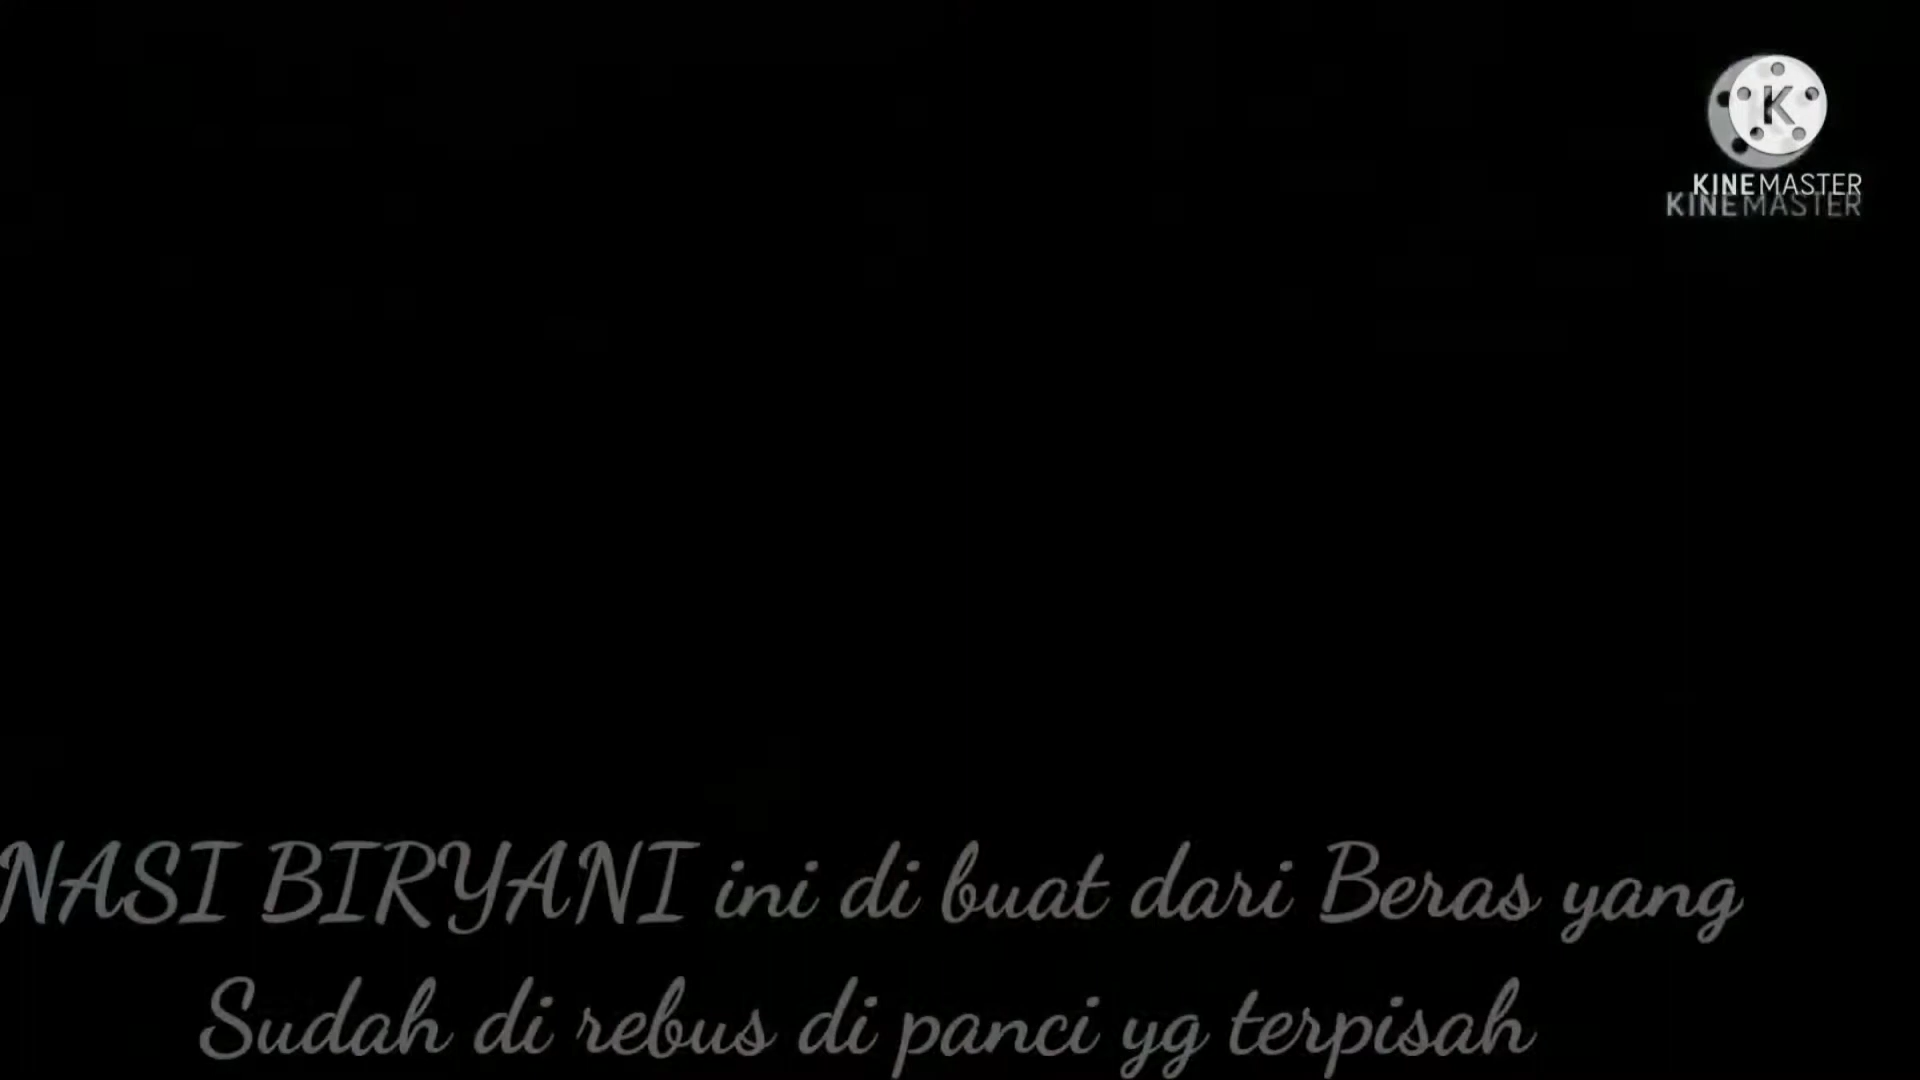 K
KINEMASTER
KINEMASTER
NASI BIRYANI ini di buat dari Beras yang
Sudah di rebus di panci yg terpisah